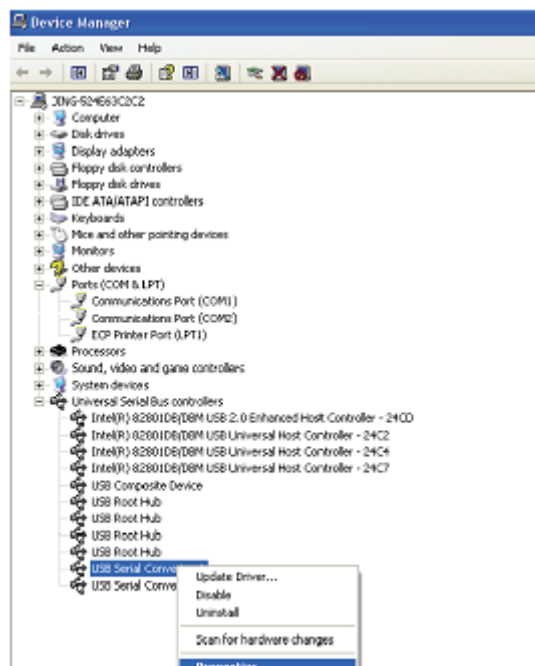 Device Manager
File Action View Help
JING-524E63C2C2
Computer
Disk drives
Display adapters
Floppy disk controllers
Floppy disk drives
IDE ATA/ATAPI controllers
Keyboards
Mice and other pointing devices
Monitors
Other devices
Ports (COM & LPT)
Communications Port (COM1)
Communications Port (COM2)
ECP Printer Port (LPT1)
Processors
Sound, video and game controllers
System devices
Universal Serial Bus controllers
Intel(R) 82801DB/DBM USB 2.0 Enhanced Host Controller - 24CD
Intel(R) 82801DB/DBM USB Universal Host Controller - 24C2
Intel(R) 82801DB/DBM USB Universal Host Controller - 24C4
Intel(R) 82801DB/DBM USB Universal Host Controller - 24C7
USB Composite Device
USB Root Hub
USB Root Hub
USB Root Hub
USB Root Hub
USB Serial Conve
USB Serial Conve
Update Driver...
Disable
Uninstall
Scan for hardware changes